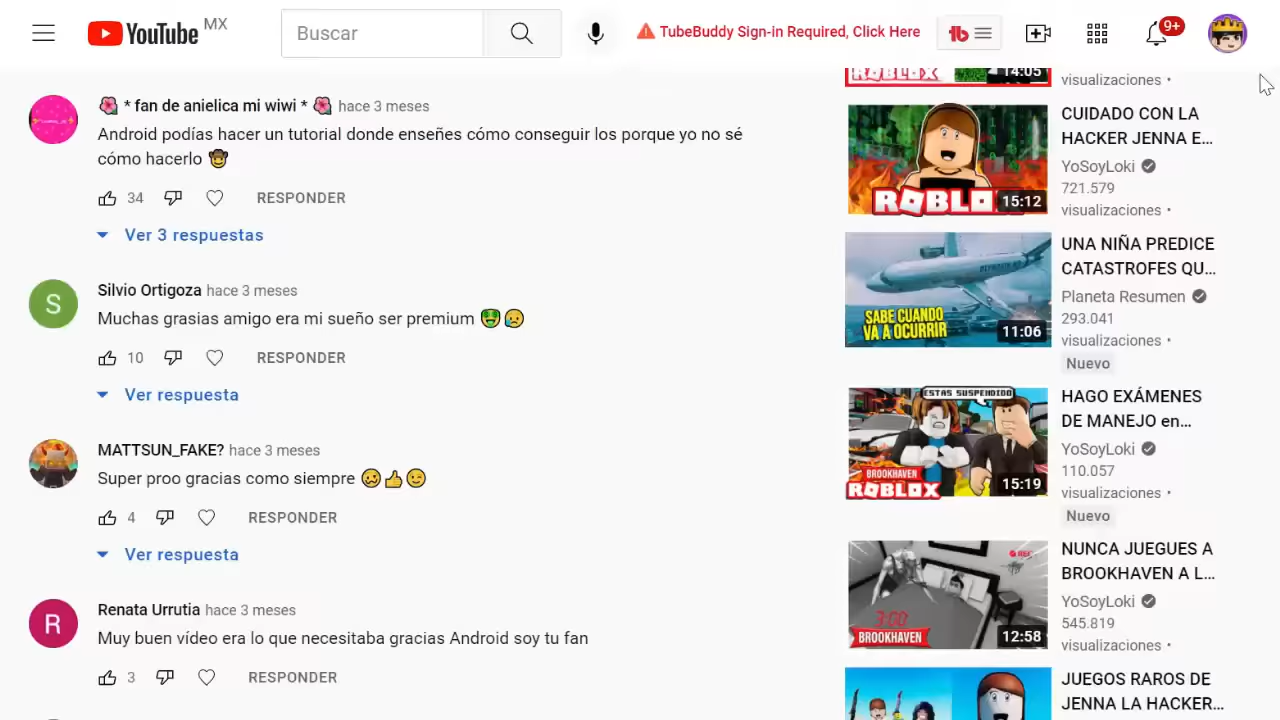 YouTube MX
Buscar
TubeBuddy Sign-in Required, Click Here
tb
9+
* fan de anielica mi wiwi * hace 3 meses
Android podías hacer un tutorial donde enseñes cómo conseguir los porque yo no sé
cómo hacerlo
34 RESPONDER
Ver 3 respuestas
S
Silvio Ortigoza hace 3 meses
Muchas grasias amigo era mi sueño ser premium
10 RESPONDER
Ver respuesta
MATTSUN_FAKE? hace 3 meses
Super proo gracias como siempre
4 RESPONDER
Ver respuesta
R
Renata Urrutia hace 3 meses
Muy buen vídeo era lo que necesitaba gracias Android soy tu fan
3 RESPONDER
ROBLOX
14:05
visualizaciones •
ROBLO
15:12
CUIDADO CON LA
HACKER JENNA E...
YoSoyLoki
721.579
visualizaciones •
SABE CUANDO
VA A OCURRIR
11:06
UNA NIÑA PREDICE
CATASTROFES QU...
Planeta Resumen
293.041
visualizaciones •
Nuevo
ESTAS SUSPENDIDO
BROOKHAVEN
ROBLOX
15:19
HAGO EXÁMENES
DE MANEJO en...
YoSoyLoki
110.057
visualizaciones •
Nuevo
REC
3:00
BROOKHAVEN
12:58
NUNCA JUEGUES A
BROOKHAVEN A L...
YoSoyLoki
545.819
visualizaciones •
JUEGOS RAROS DE
JENNA LA HACKER...